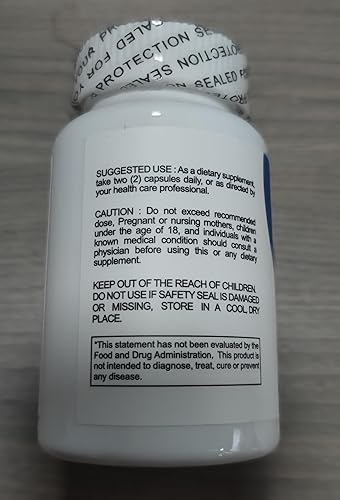 OUR PROTECTION SEALED FOR
PROTECTION SEALED
SUGGESTED USE : As a dietary supplement,
take two (2) capsules daily, or as directed by
your health care professional.
CAUTION : Do not exceed recommended
dose, Pregnant or nursing mothers, children
under the age of 18, and individuals with a
known medical condition should consult a
physician before using this or any dietary
supplement.
KEEP OUT OF THE REACH OF CHILDREN.
DO NOT USE IF SAFETY SEAL IS DAMAGED
OR MISSING, STORE IN A COOL DRY
PLACE.
*This statement has not been evaluated by the
Food and Drug Administration, This product is
not intended to diagnose, treat, cure or prevent
any disease.